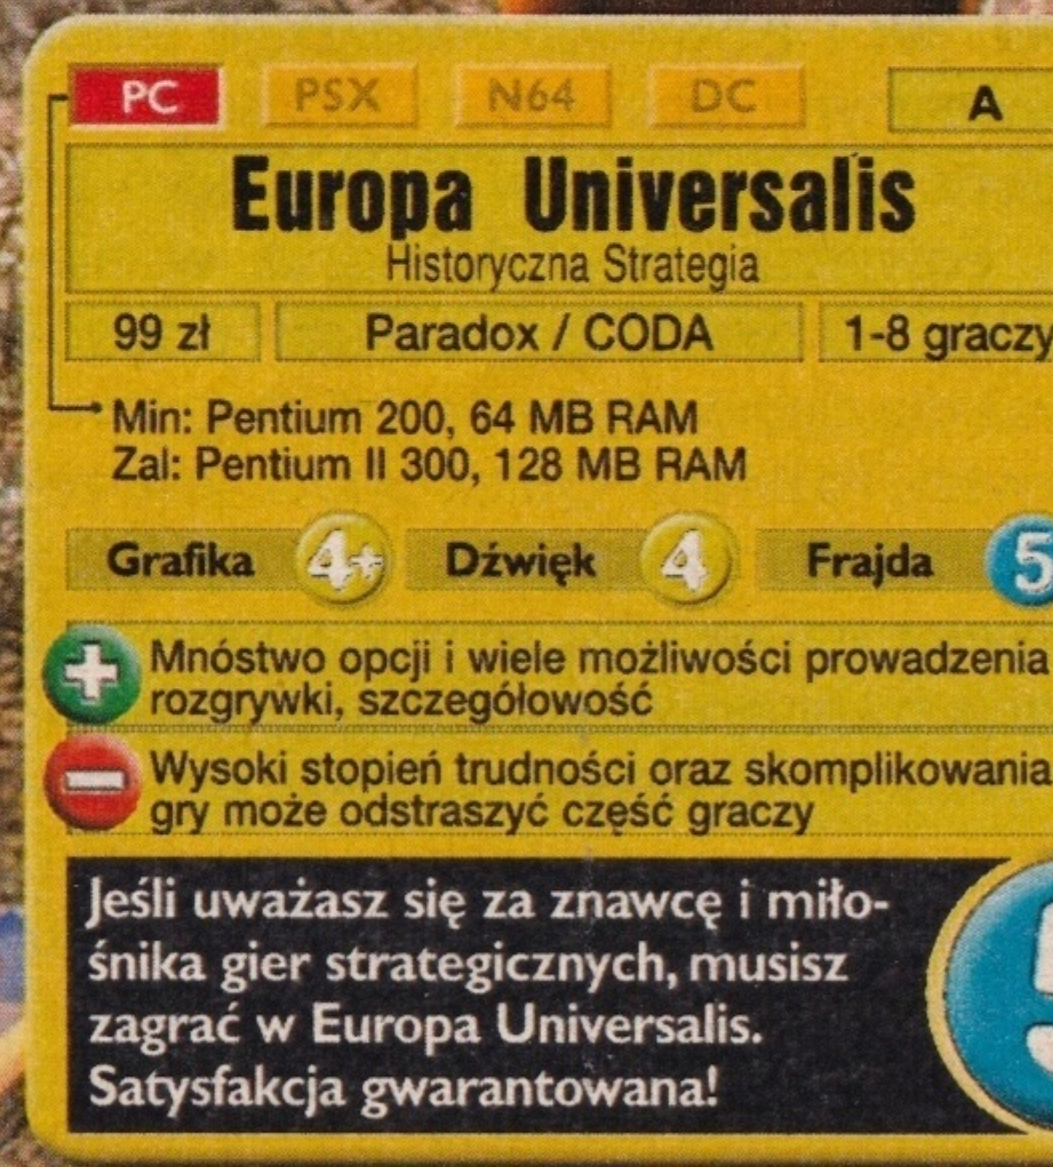 PC PSX N64 DC A
Europa Universalis
Historyczna Strategia
99 zł Paradox / CODA 1-8 graczy
Min: Pentium 200, 64 MB RAM
Zal: Pentium II 300, 128 MB RAM
Grafika 4+ Dźwięk 4 Frajda 5
Mnóstwo opcji i wiele możliwości prowadzenia
rozgrywki, szczegółowość
Wysoki stopień trudności oraz skomplikowania
gry może odstraszyć część graczy
Jeśli uważasz się za znawcę i miło-
śnika gier strategicznych, musisz
zagrać w Europa Universalis.
Satysfakcja gwarantowana!